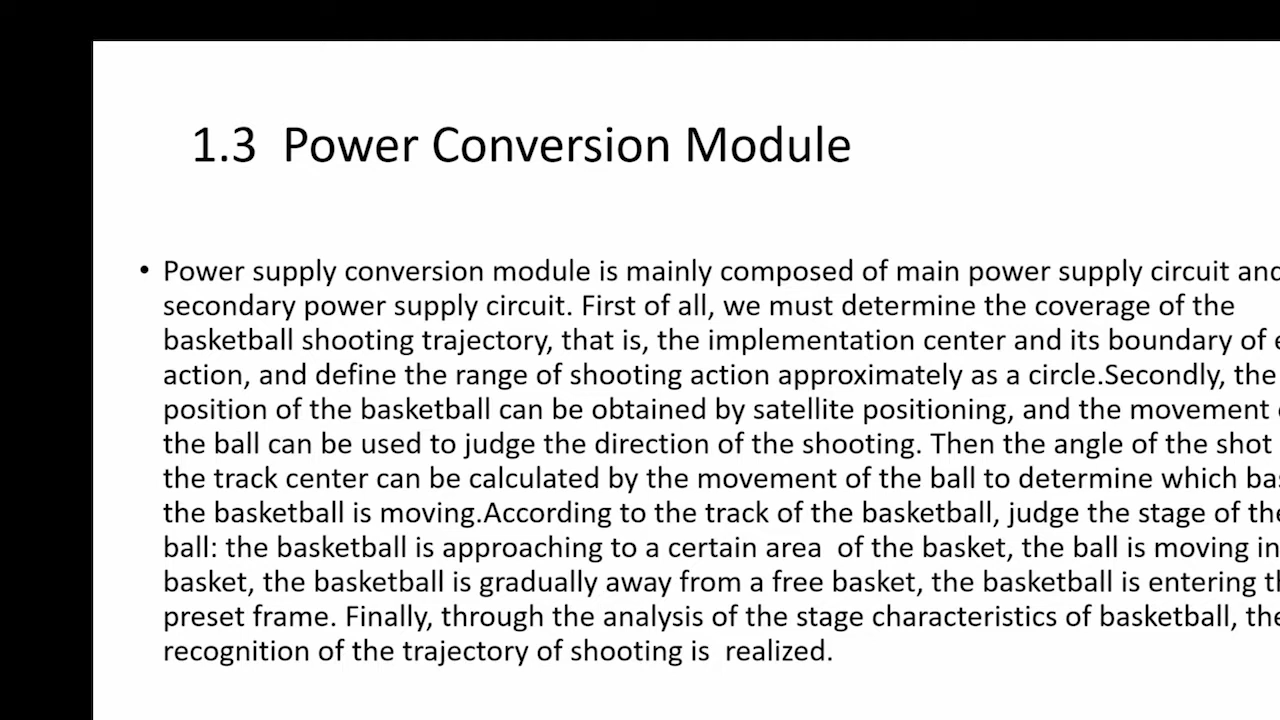 1.3 Power Conversion Module
• Power supply conversion module is mainly composed of main power supply circuit and
secondary power supply circuit. First of all, we must determine the coverage of the
basketball shooting trajectory, that is, the implementation center and its boundary of
action, and define the range of shooting action approximately as a circle.Secondly, the
position of the basketball can be obtained by satellite positioning, and the movement
the ball can be used to judge the direction of the shooting. Then the angle of the shot
the track center can be calculated by the movement of the ball to determine which
the basketball is moving.According to the track of the basketball, judge the stage of the
ball: the basketball is approaching to a certain area of the basket, the ball is moving in
basket, the basketball is gradually away from a free basket, the basketball is entering
preset frame. Finally, through the analysis of the stage characteristics of basketball, the
recognition of the trajectory of shooting is realized.